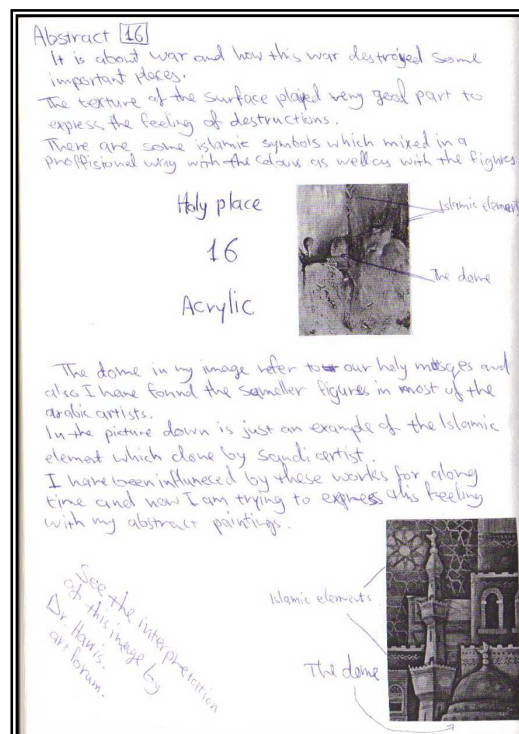 Abstract 16
It is about war and how this war destroyed some
important places.
The texture of the surface played very good part to
express the feeling of destructions.
There are some islamic symbols which mixed in a
proffisional way with the colour as well as with the figures.
Holy place
16
Acrylic
Islamic element
The dome
The dome in my image refer to our holy mosques and
also I have found the sameller figures in most of the
arabic artists.
In the picture down is just an example of the Islamic
element which done by saudi artist.
I have been influnesed by these works for along
time and now I am trying to express this feeling
with my abstract paintings.
See the interpretation
of this image by
Dr. Harris.
art forum.
Islamic elements
The dome